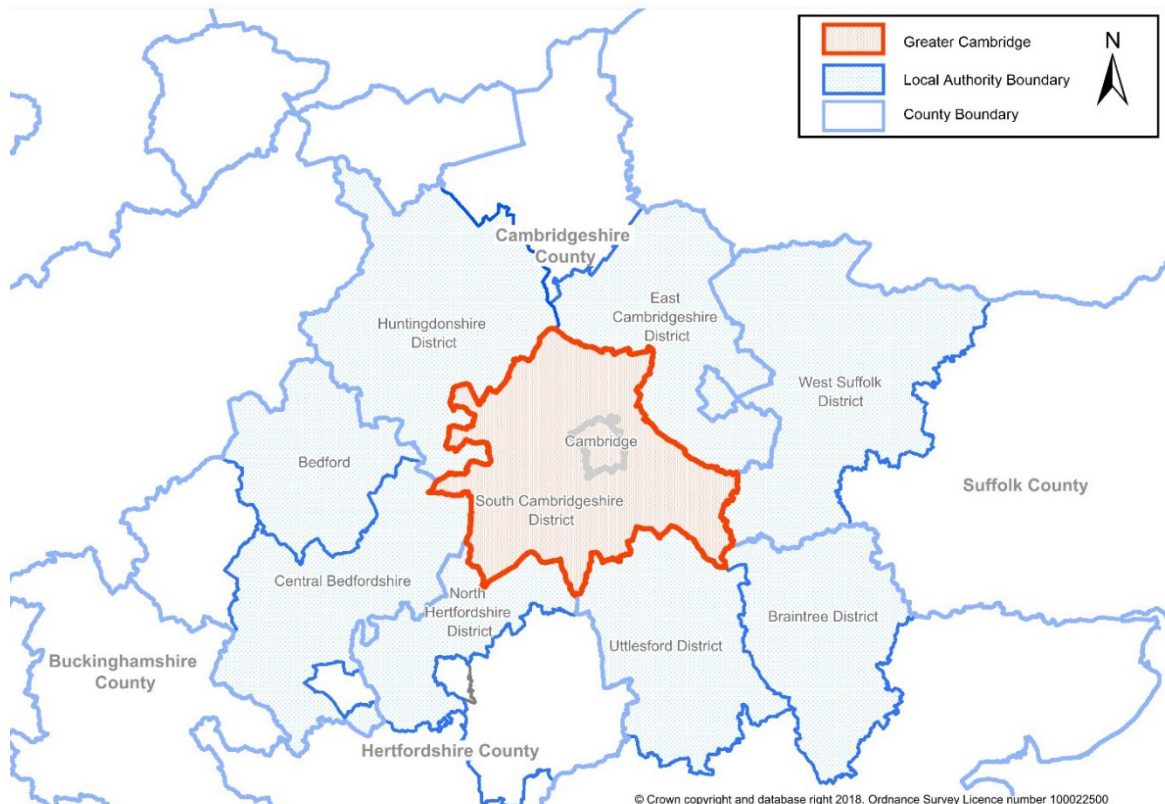 Greater Cambridge
Local Authority Boundary
County Boundary
N
Cambridgeshire
County
East
Cambridgeshire
District
Huntingdonshire
District
West Suffolk
District
Cambridge
Bedford
Suffolk County
South Cambridgeshire
District
Central Bedfordshire
North
Hertfordshire
District
Braintree District
Uttlesford District
Buckinghamshire
County
Hertfordshire County
© Crown copyright and database right 2018. Ordnance Survey Licence number 100022500